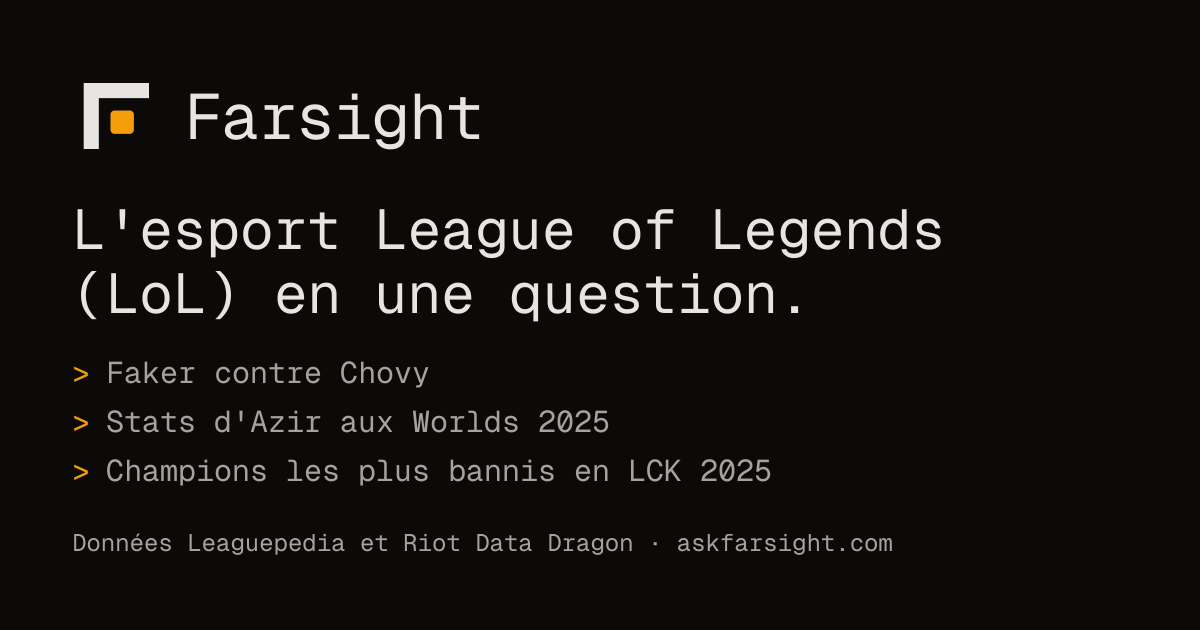 Farsight
L'esport League of Legends
(LoL) en une question.
> Faker contre Chovy
> Stats d'Azir aux Worlds 2025
> Champions les plus bannis en LCK 2025
Données Leaguepedia et Riot Data Dragon · askfarsight.com